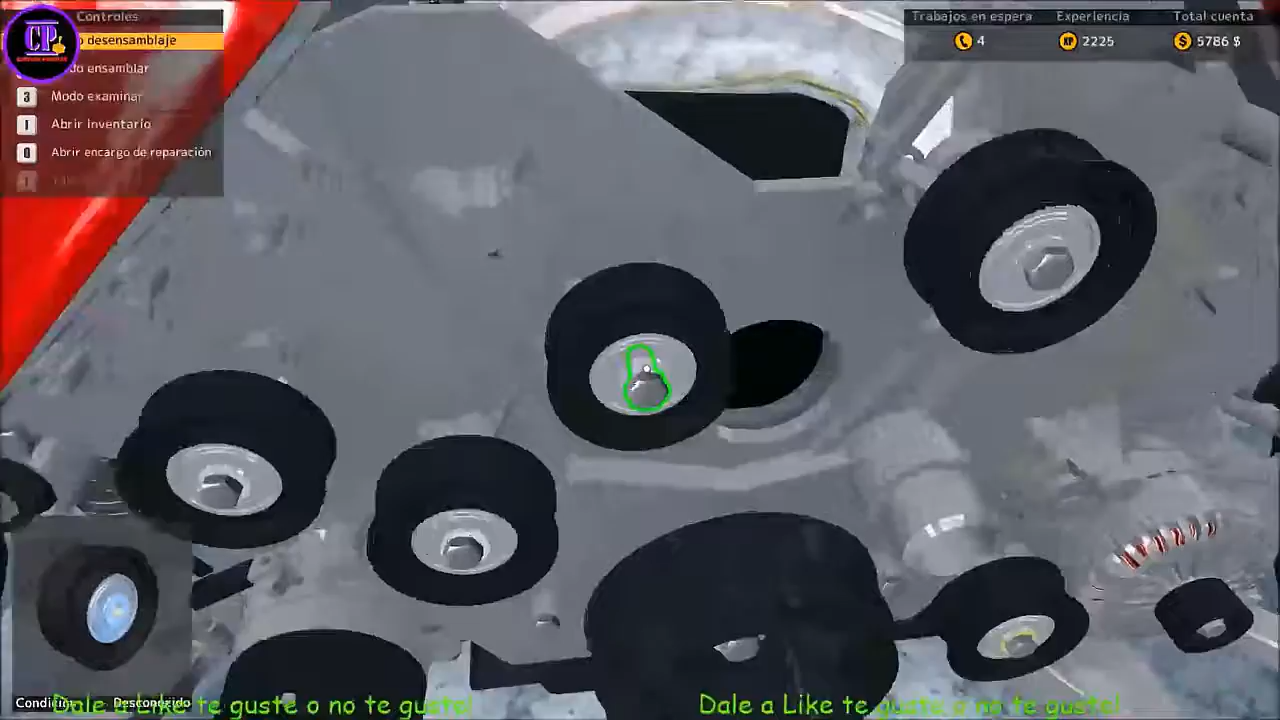 Controles
CP
o desensamblaje
do ensamblar
3 Modo examinar
I Abrir inventario
O Abrir encargo de reparación
Trabajos en espera Experiencia Total cuenta
4 XP 2225 $ 5786 $
Condición Desconocido
Dale a Like te guste o no te guste!
Dale a Like te guste o no te guste!